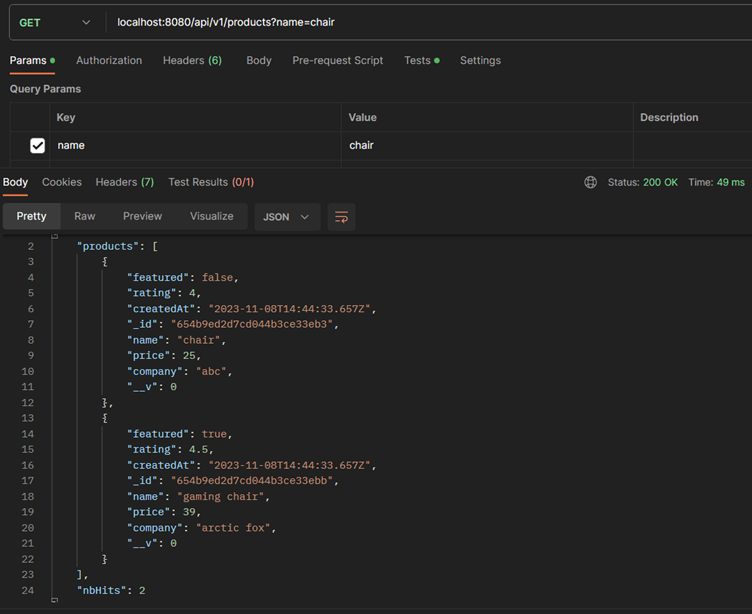 GET localhost:8080/api/v1/products?name=chair
Params Authorization Headers (6) Body Pre-request Script Tests Settings
Query Params
Key Value Description
name chair
Body Cookies Headers (7) Test Results (0/1) Status: 200 OK Time: 49 ms
Pretty Raw Preview Visualize JSON
2 "products": [
3 {
4 "featured": false,
5 "rating": 4,
6 "createdAt": "2023-11-08T14:44:33.657Z",
7 "_id": "654b9ed2d7cd044b3ce33eb3",
8 "name": "chair",
9 "price": 25,
10 "company": "abc",
11 "__v": 0
12 },
13 {
14 "featured": true,
15 "rating": 4.5,
16 "createdAt": "2023-11-08T14:44:33.657Z",
17 "_id": "654b9ed2d7cd044b3ce33ebb",
18 "name": "gaming chair",
19 "price": 39,
20 "company": "arctic fox",
21 "__v": 0
22 }
23 ],
24 "nbHits": 2